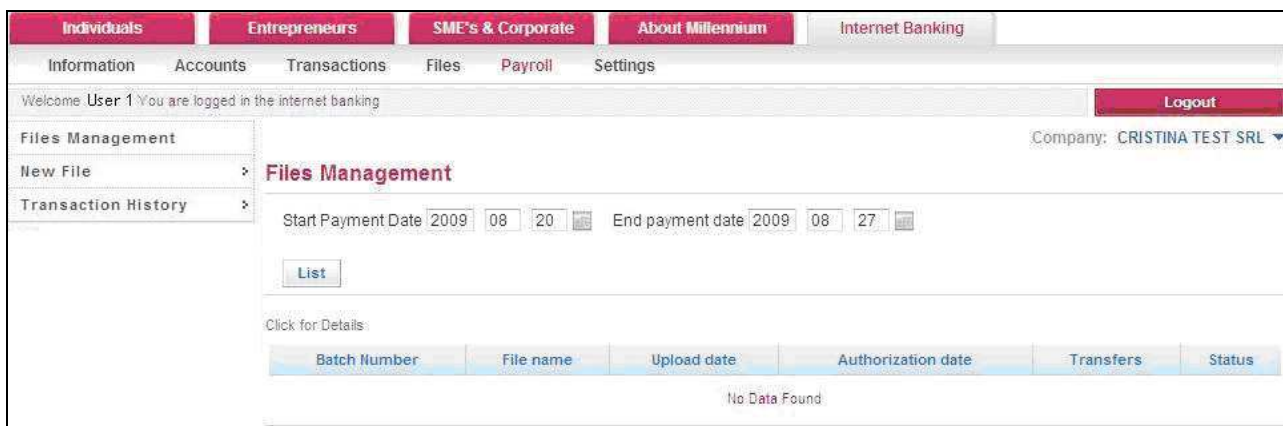 Individuals Entrepreneurs SME's & Corporate About Millennium Internet Banking
Information Accounts Transactions Files Payroll Settings
Welcome User 1 You are logged in the internet banking Logout
Files Management
Company: CRISTINA TEST SRL
New File
Files Management
Transaction History
Start Payment Date 2009 08 20 End payment date 2009 08 27
List
Click for Details
Batch Number File name Upload date Authorization date Transfers Status
No Data Found